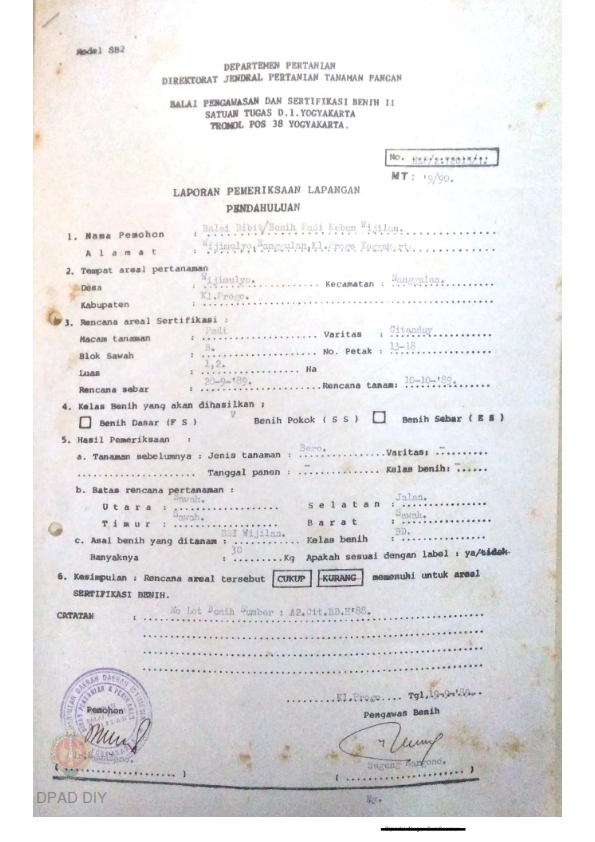 Model SB2
DEPARTEMEN PERTANIAN
DIREKTORAT JENDRAL PERTANIAN TANAMAN PANGAN
BALAI PENGAWASAN DAN SERTIFIKASI BENIH II
SATUAN TUGAS D.I.YOGYAKARTA
TROMOL POS 38 YOGYAKARTA.
No.
MT : '9/90.
LAPORAN PEMERIKSAAN LAPANGAN
PENDAHULUAN
1. Nama Pemohon : Balai Bibit/Benih Padi Kebun Wijilan.
A l a m a t : Wijimulyo, Nanggulan, Kl.Progo Yogyakarta.
2. Tempat areal pertanaman
Desa : Wijimulyo. Kecamatan : Nanggulan.
Kabupaten : Kl.Progo.
3. Rencana areal Sertifikasi :
Macam tanaman : Padi Varitas : Citanduy
Blok Sawah : B. No. Petak : 13-18
Luas : 1,2. Ha
Rencana sebar : 20-9-'89. Rencana tanam: 10-10-'89.
4. Kelas Benih yang akan dihasilkan ;
Benih Dasar (F S ) V Benih Pokok ( S S ) Benih Sebar ( E S )
5. Hasil Pemeriksaan :
a. Tanaman sebelumnya : Jenis tanaman : Bero. Varitas: -
Tanggal panen : - Kelas benih: -
b. Batas rencana pertanaman :
U t a r a : Sawah. S e l a t a n : Jalan.
T i m u r : Sawah. B a r a t : Sawah.
c. Asal benih yang ditanam : BBI Wijilan. Kelas benih : BD.
Banyaknya : 30 Kg Apakah sesuai dengan label : ya/tidak
6. Kesimpulan : Rencana areal tersebut CUKUP KURANG memenuhi untuk areal
SERTIFIKASI BENIH.
CATATAN : No Lot Benih Sumber : A2.Cit.BD.H'88.
Kl.Progo Tgl,19-9-'89.
Pemohon Pengawas Benih
DPAD DIY